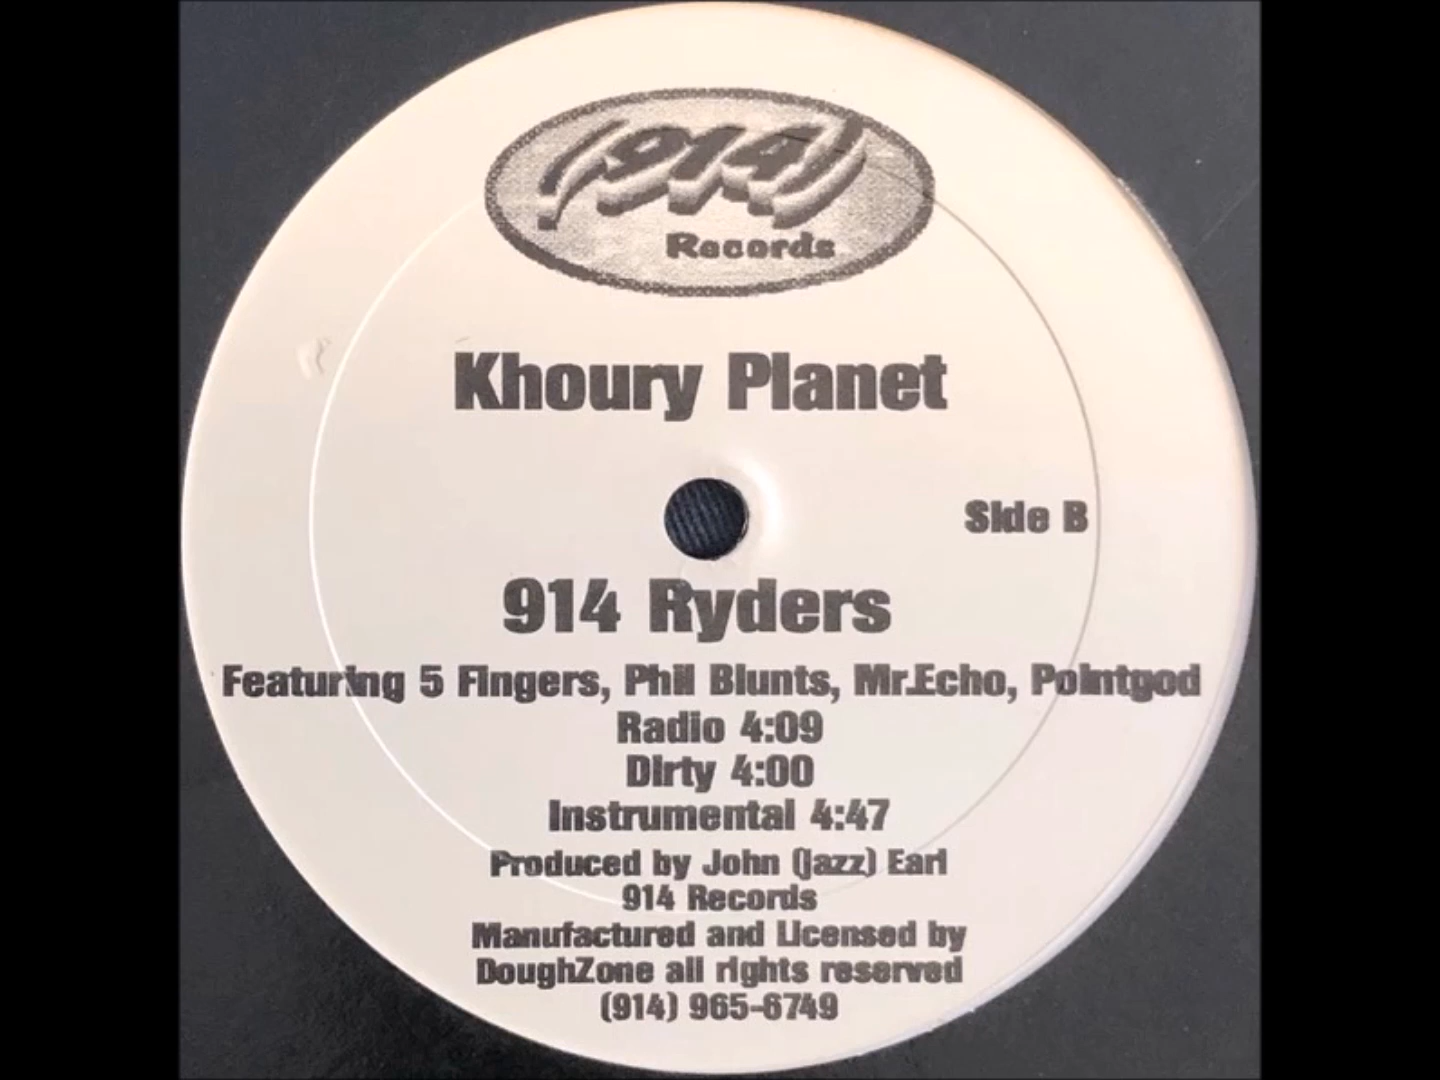 (914)
Records
Khoury Planet
Side B
914 Ryders
Featuring 5 Fingers, Phil Blunts, Mr.Echo, Pointgod
Radio 4:09
Dirty 4:00
Instrumental 4:47
Produced by John (jazz) Earl
914 Records
Manufactured and Licensed by
DoughZone all rights reserved
(914) 965-6749